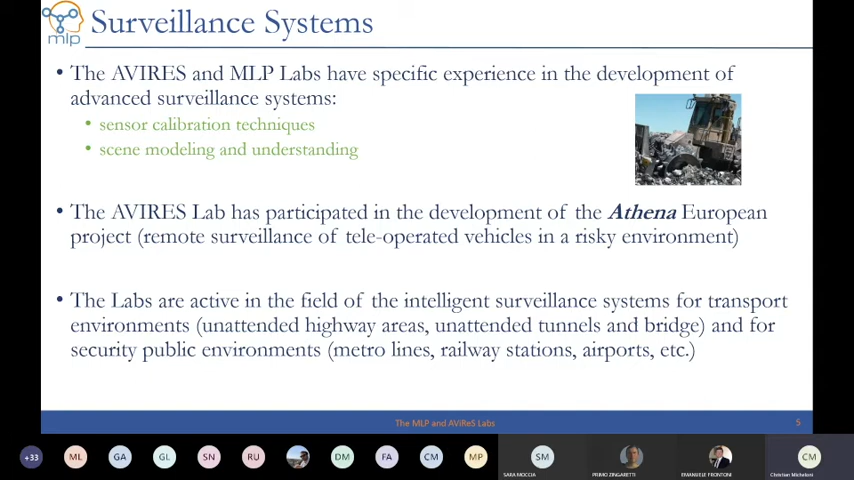 mlp
Surveillance Systems
• The AVIRES and MLP Labs have specific experience in the development of
advanced surveillance systems:
• sensor calibration techniques
• scene modeling and understanding
• The AVIRES Lab has participated in the development of the Athena European
project (remote surveillance of tele-operated vehicles in a risky environment)
• The Labs are active in the field of the intelligent surveillance systems for transport
environments (unattended highway areas, unattended tunnels and bridge) and for
security public environments (metro lines, railway stations, airports, etc.)
The MLP and AViReS Labs
5
+33 ML GA GL SN RU DM FA CM MP SM CM
SARA MOCCIA PRIMO ZINGARETTI EMANUELE FRONTONI Christian Micheloni